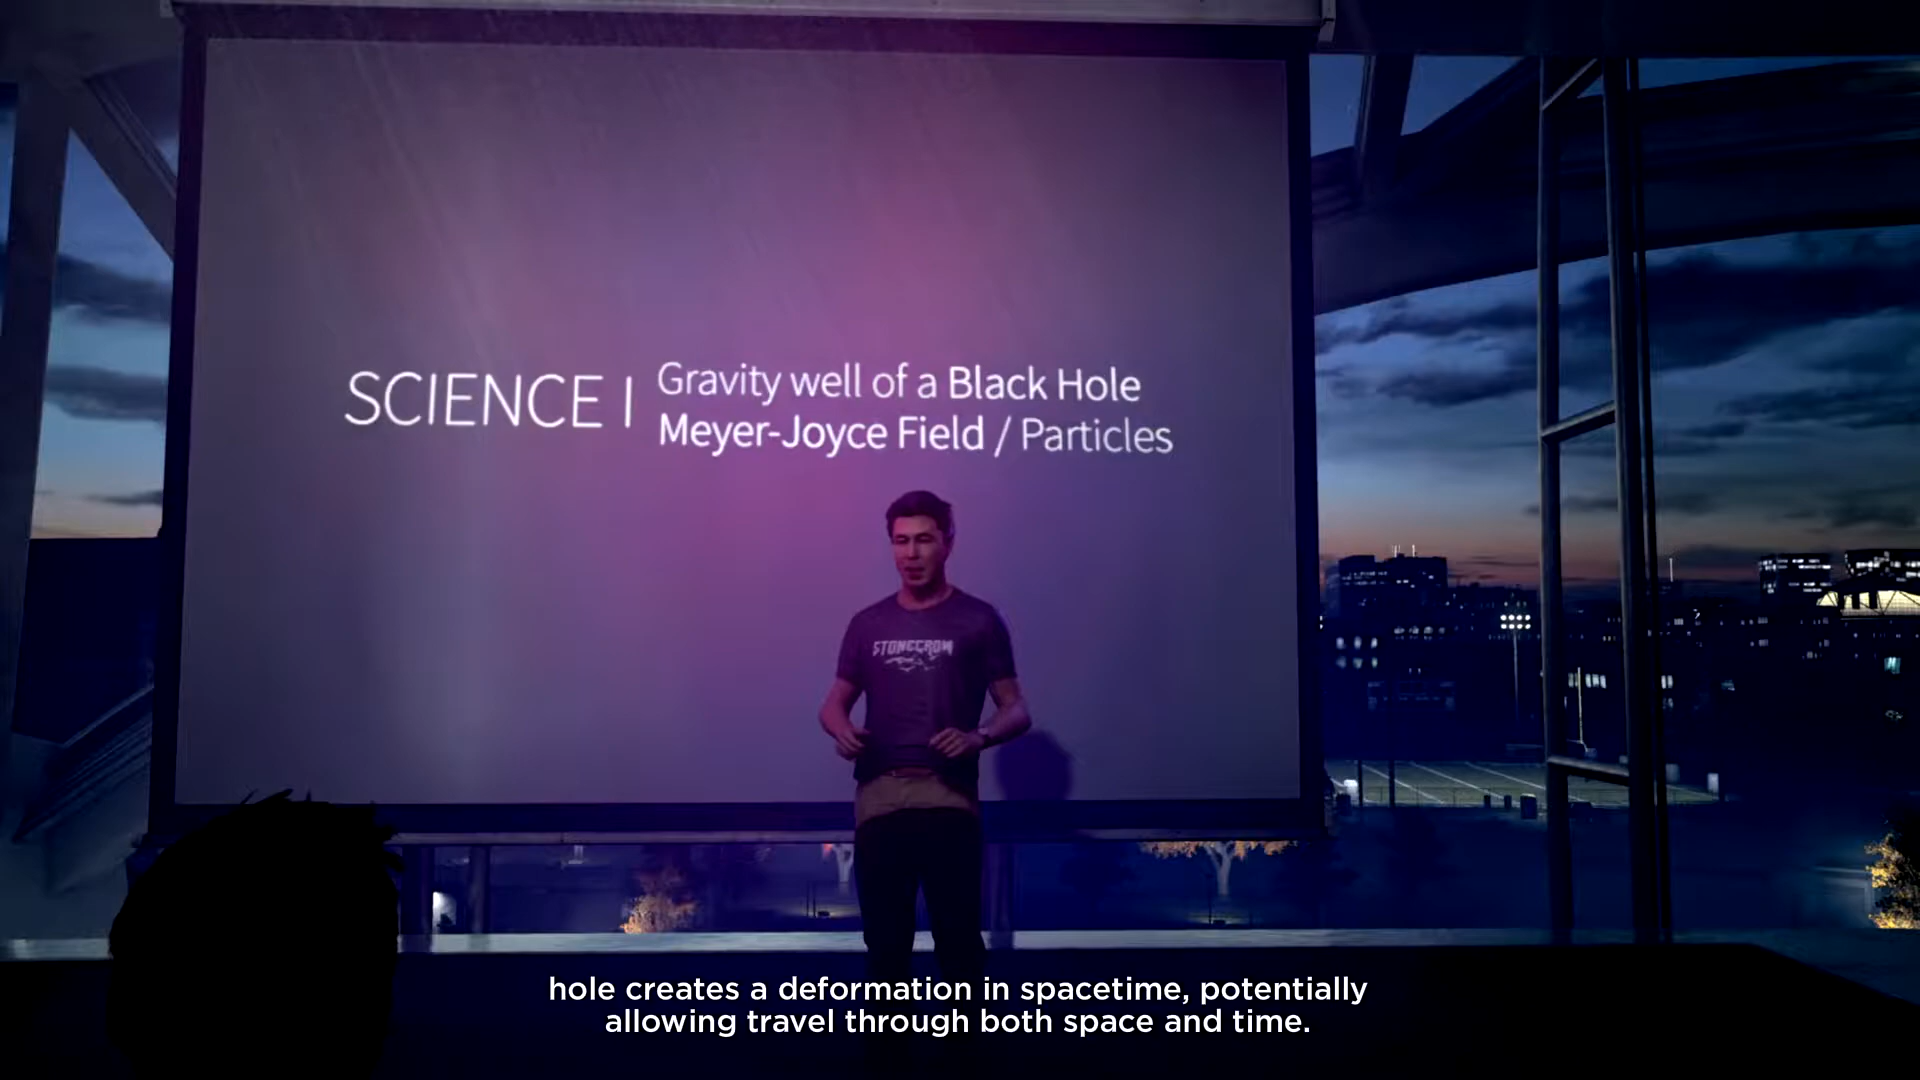 SCIENCE |
Gravity well of a Black Hole
Meyer-Joyce Field / Particles
STONECROW
hole creates a deformation in spacetime, potentially
allowing travel through both space and time.